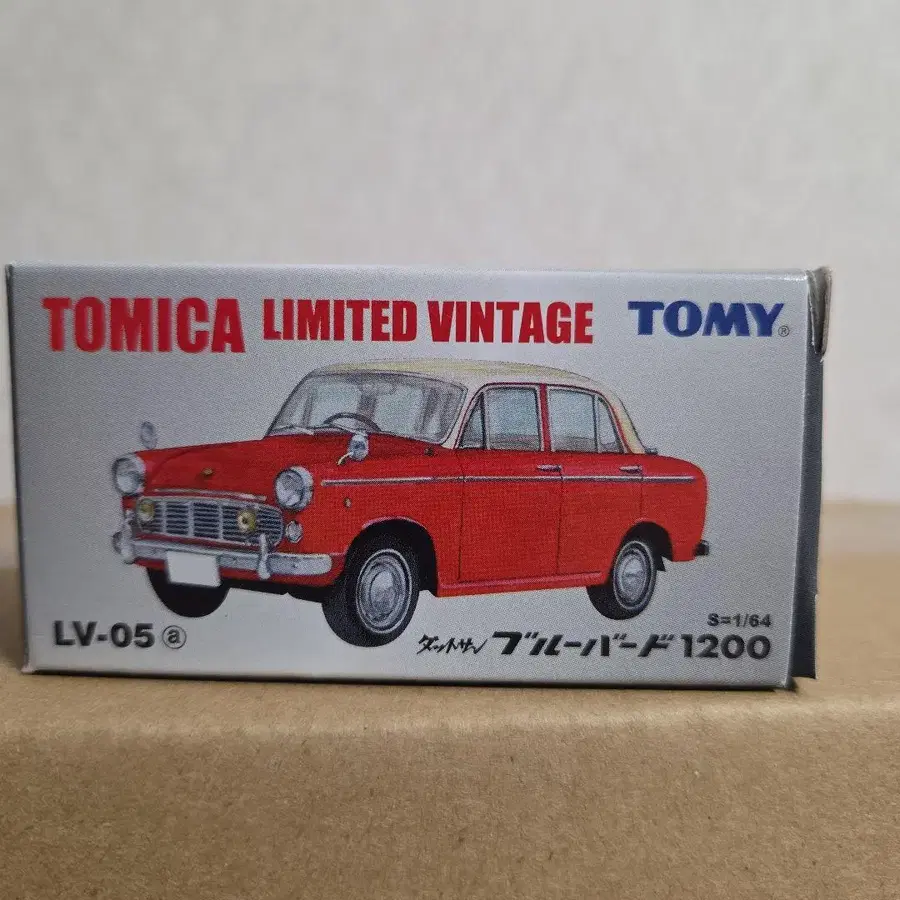 TOMICA LIMITED VINTAGE TOMY®
S=1/64
LV-05 ⓐ ダットサン ブルーバード 1200